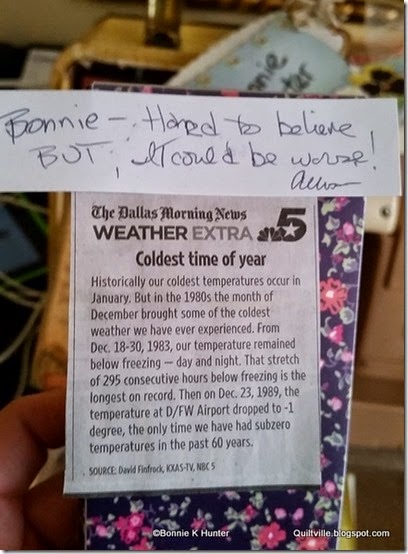 Bonnie – Hard to believe
BUT, it could be worse!
The Dallas Morning News
WEATHER EXTRA 5
Coldest time of year
Historically our coldest temperatures occur in
January. But in the 1980s the month of
December brought some of the coldest
weather we have ever experienced. From
Dec. 18-30, 1983, our temperature remained
below freezing — day and night. That stretch
of 295 consecutive hours below freezing is the
longest on record. Then on Dec. 23, 1989, the
temperature at D/FW Airport dropped to -1
degree, the only time we have had subzero
temperatures in the past 60 years.
SOURCE: David Finfrock, KXAS-TV, NBC 5
©Bonnie K Hunter Quiltville.blogspot.com